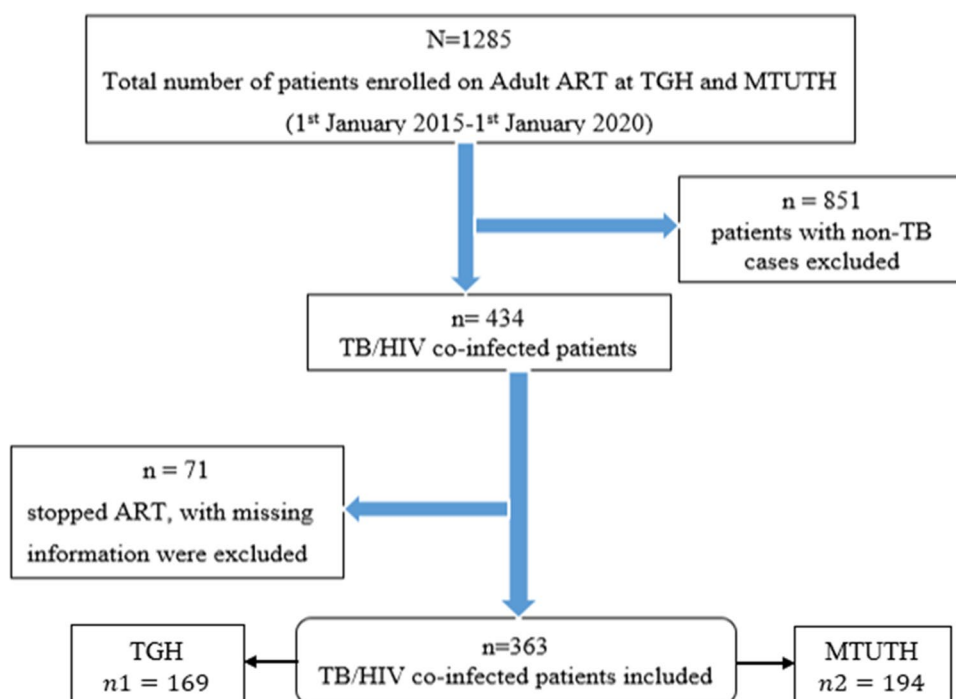 N=1285
Total number of patients enrolled on Adult ART at TGH and MTUTH
(1st January 2015-1st January 2020)
n = 851
patients with non-TB
cases excluded
n= 434
TB/HIV co-infected patients
n = 71
stopped ART, with missing
information were excluded
TGH
n1 = 169
n=363
TB/HIV co-infected patients included
MTUTH
n2 = 194